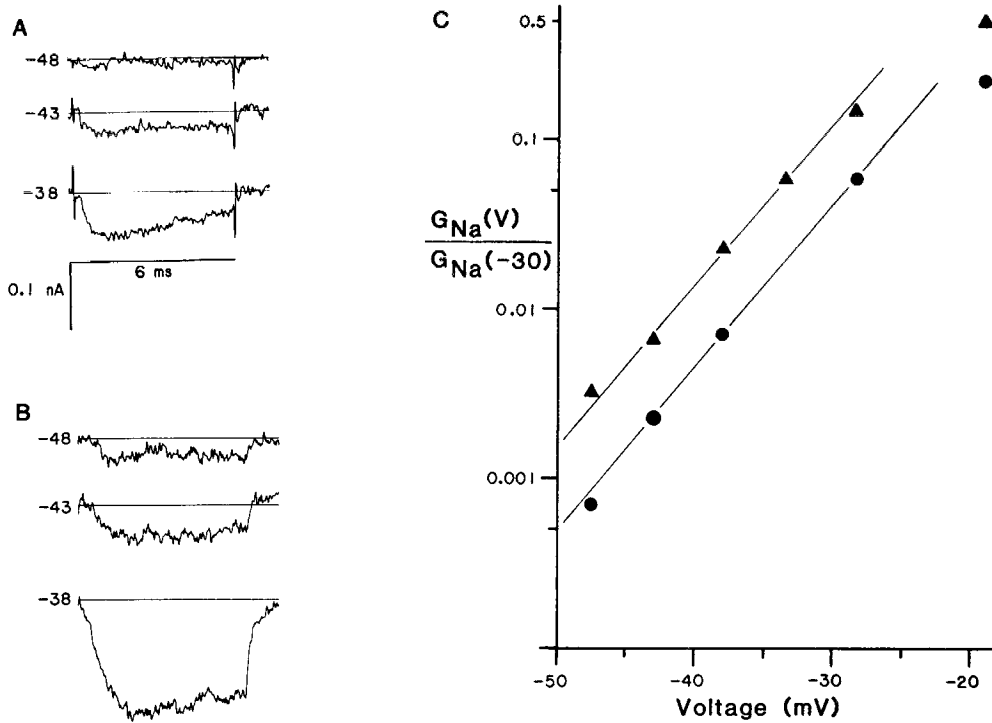 A
-48
-43
-38
6 ms
0.1 nA
B
-48
-43
-38
C
0.5
0.1
G_Na(V)
G_Na(-30)
0.01
0.001
-50
-40
-30
-20
Voltage (mV)